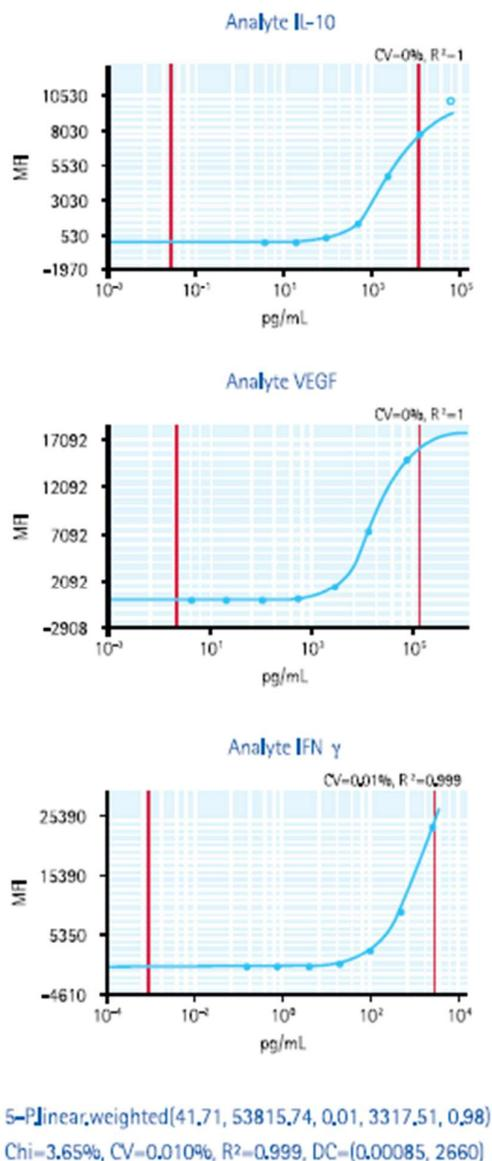 Analyte IL-10
CV=0%, R²=1
10530
8030
5530
3030
530
-1970
MFI
10⁻³ 10⁻¹ 10¹ 10³ 10⁵
pg/mL
Analyte VEGF
CV=0%, R²=1
17092
12092
7092
2092
-2908
MFI
10⁻³ 10¹ 10³ 10⁵
pg/mL
Analyte IFN γ
CV=0.01%, R²=0.999
25390
15390
5350
-4610
MFI
10⁻⁴ 10⁻² 10⁰ 10² 10⁴
pg/mL
5-P.linear.weighted(41.71, 53815.74, 0.01, 3317.51, 0.98)
Chi=3.65%, CV=0.010%, R²=0.999, DC=(0.00085, 2660)